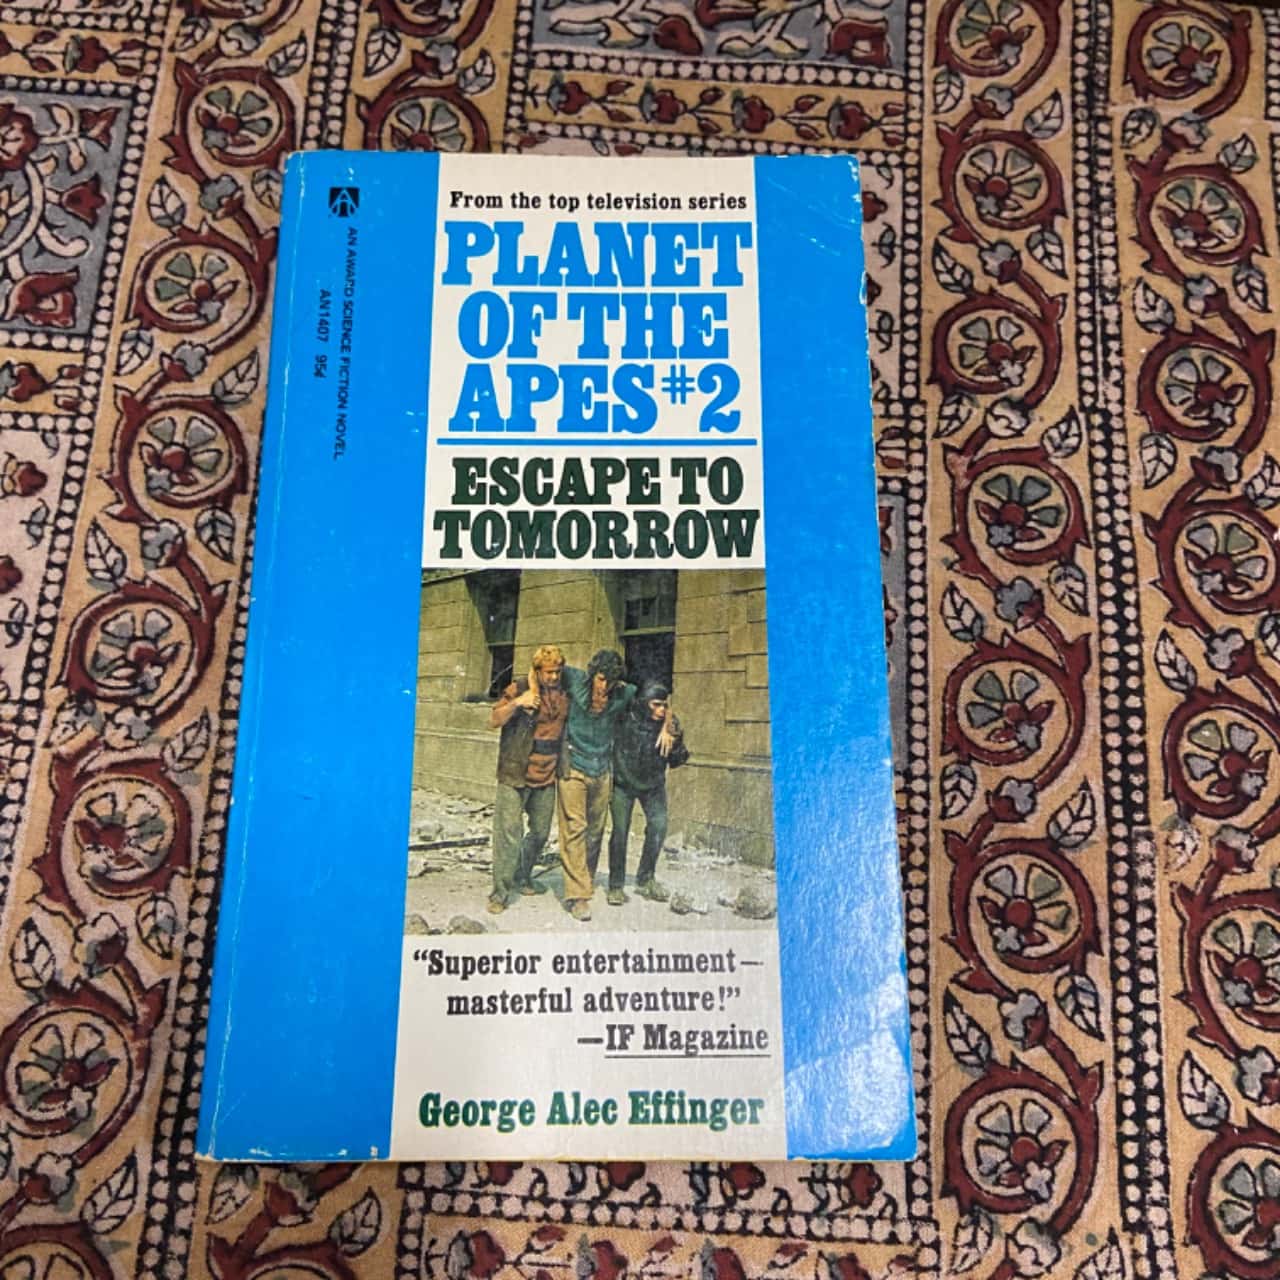 AN AWARD SCIENCE FICTION NOVEL
AN1407 95¢
From the top television series
PLANET
OF THE
APES #2
ESCAPE TO
TOMORROW
“Superior entertainment—
masterful adventure!”
—IF Magazine
George Alec Effinger